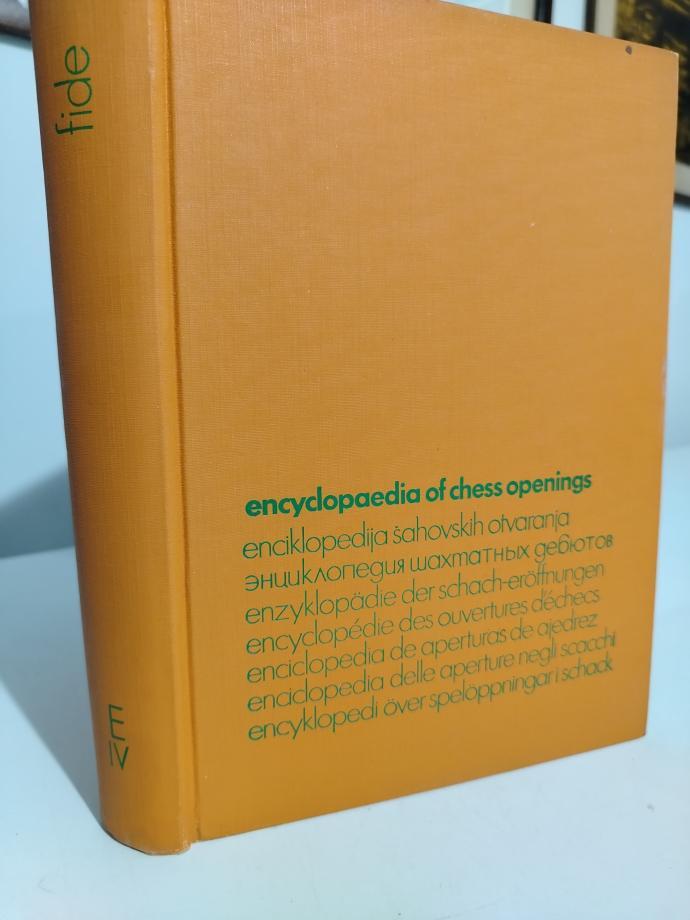 fide
E
IV
encyclopaedia of chess openings
enciklopedija šahovskih otvaranja
энциклопедия шахматных дебютов
enzyklopädie der schach-eröffnungen
encyclopédie des ouvertures d'échecs
enciclopedia de aperturas de ajedrez
enciclopedia delle aperture negli scacchi
encyklopedi över spelöppningar i schack